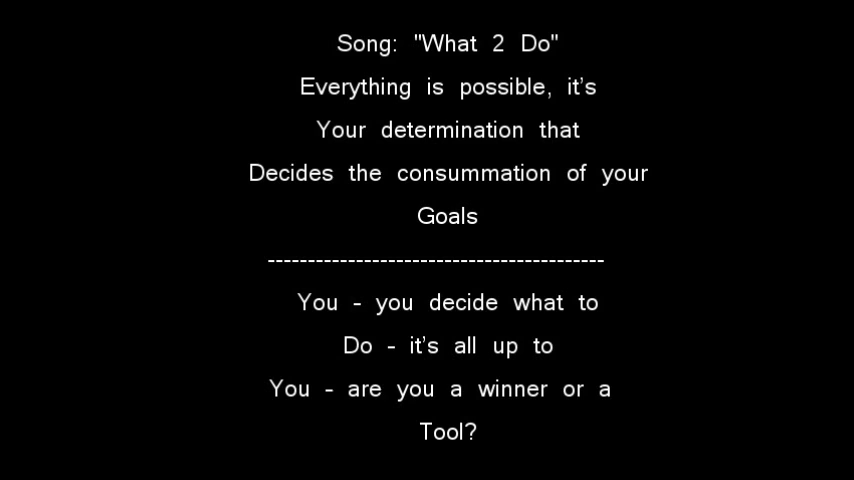 Song: "What 2 Do"
Everything is possible, it's
Your determination that
Decides the consummation of your
Goals
------------------------------------------
You - you decide what to
Do - it's all up to
You - are you a winner or a
Tool?